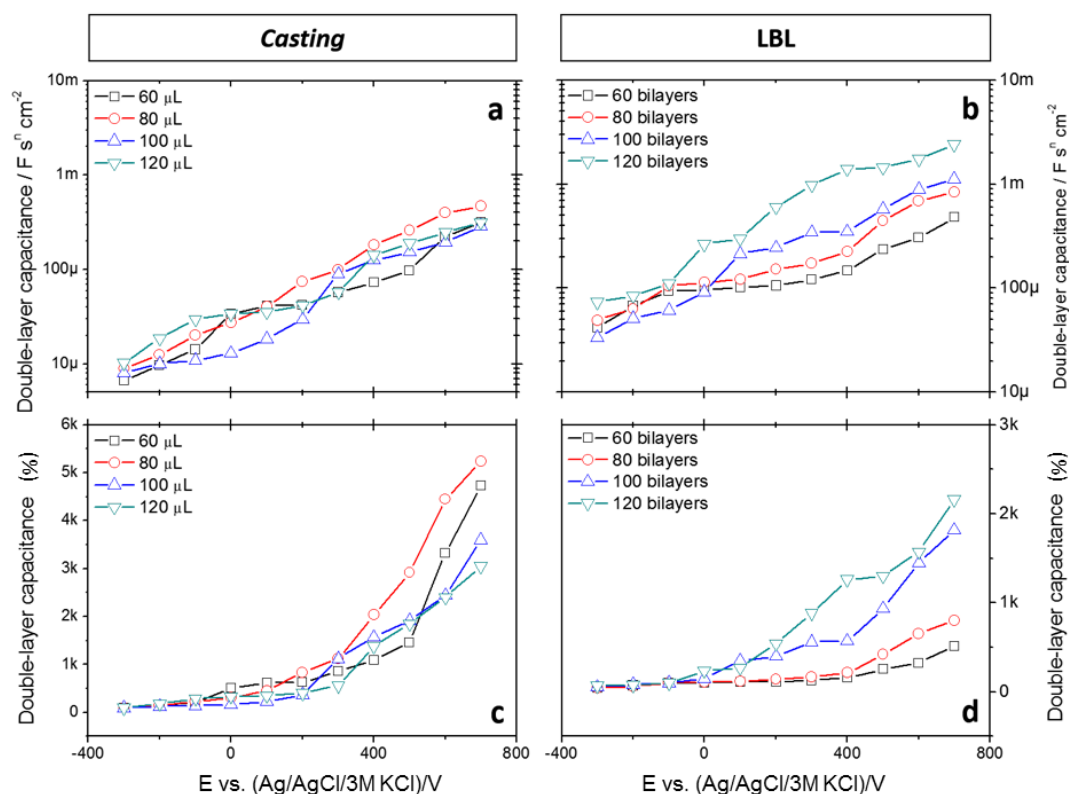 Casting
LBL
Double-layer capacitance / F sⁿ cm⁻²
10m
1m
100µ
10µ
60 µL
80 µL
100 µL
120 µL
a
60 bilayers
80 bilayers
100 bilayers
120 bilayers
b
10m
1m
100µ
10µ
Double-layer capacitance / F sⁿ cm⁻²
Double-layer capacitance (%)
6k
5k
4k
3k
2k
1k
0
60 µL
80 µL
100 µL
120 µL
c
-400 0 400 800
E vs. (Ag/AgCl/3M KCl)/V
60 bilayers
80 bilayers
100 bilayers
120 bilayers
d
3k
2k
1k
0
Double-layer capacitance (%)
-400 0 400 800
E vs. (Ag/AgCl/3M KCl)/V